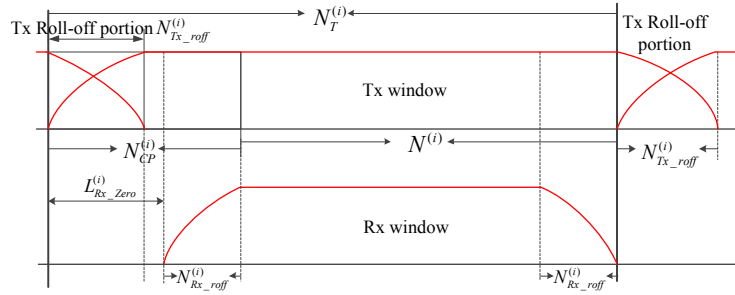 N_T^{(i)}
Tx Roll-off portion N_{Tx_roff}^{(i)}
Tx Roll-off
portion
Tx window
N_{CP}^{(i)}
N^{(i)}
N_{Tx_roff}^{(i)}
L_{Rx_Zero}^{(i)}
Rx window
N_{Rx_roff}^{(i)}
N_{Rx_roff}^{(i)}